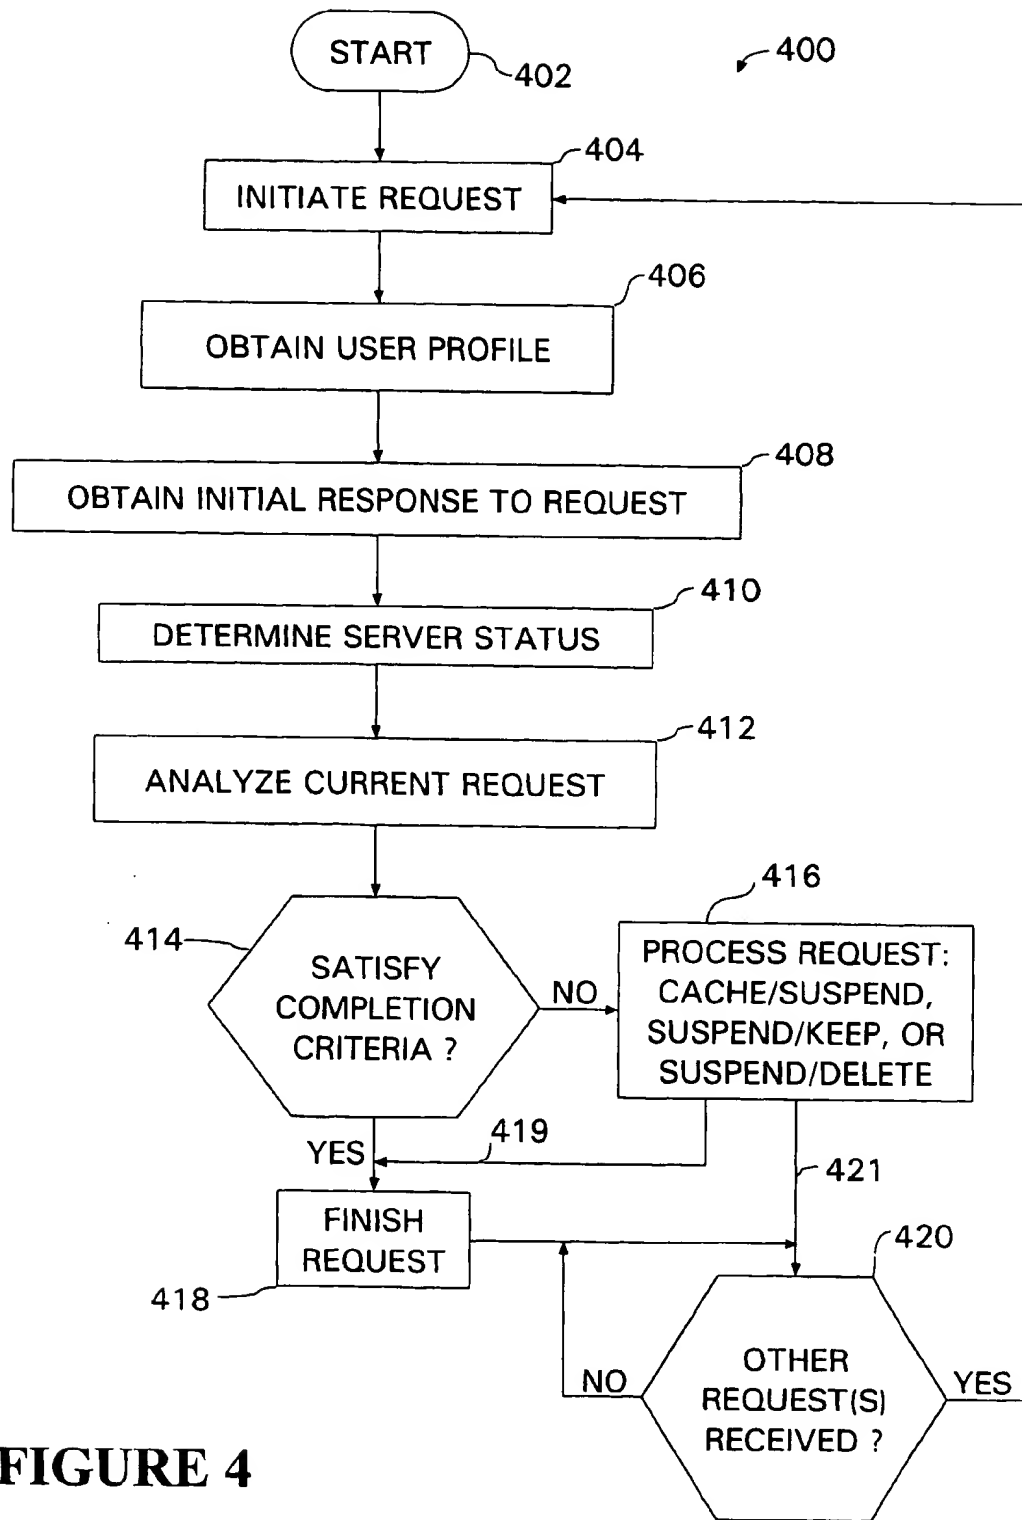 START
402
400
404
INITIATE REQUEST
406
OBTAIN USER PROFILE
408
OBTAIN INITIAL RESPONSE TO REQUEST
410
DETERMINE SERVER STATUS
412
ANALYZE CURRENT REQUEST
416
414
SATISFY
COMPLETION
CRITERIA ?
NO
PROCESS REQUEST:
CACHE/SUSPEND,
SUSPEND/KEEP, OR
SUSPEND/DELETE
YES
419
421
FINISH
REQUEST
418
420
OTHER
REQUEST(S)
RECEIVED ?
NO
YES
FIGURE 4